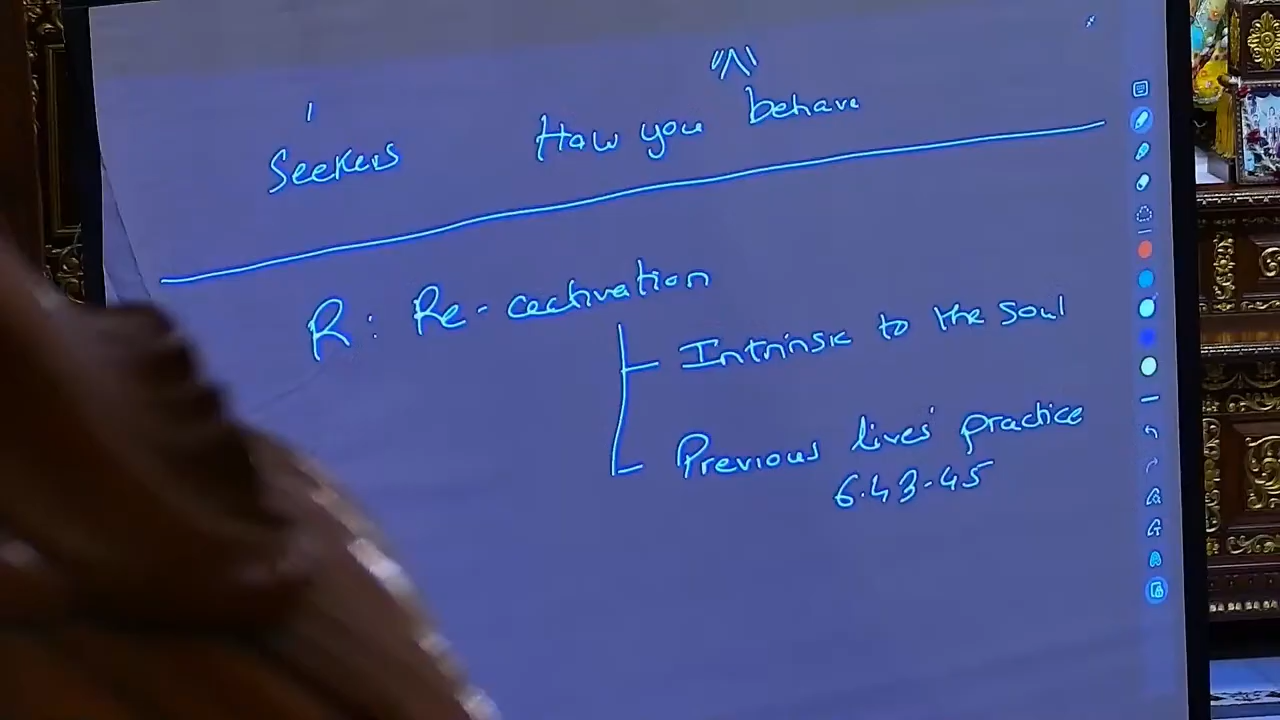 Seekers How you behave
R: Re-activation
Intrinsic to the soul
Previous lives' practice
6.43-45